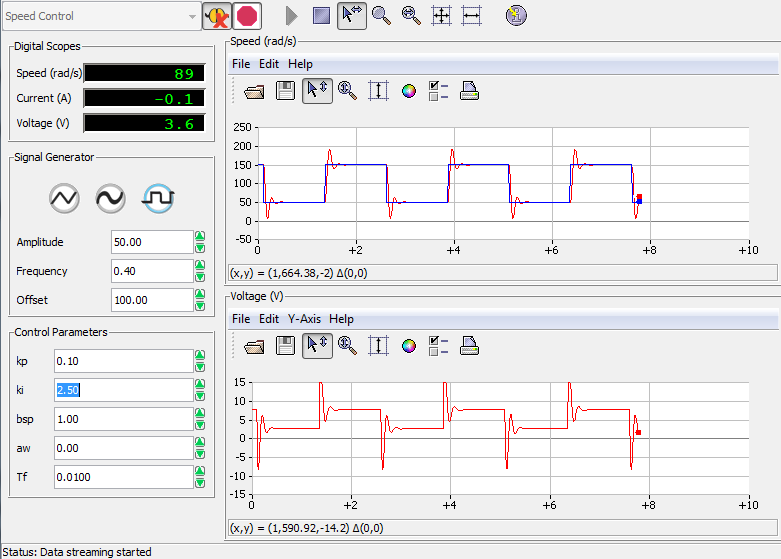 Speed Control
Digital Scopes
Speed (rad/s) 89
Current (A) -0.1
Voltage (V) 3.6
Signal Generator
Amplitude 50.00
Frequency 0.40
Offset 100.00
Control Parameters
kp 0.10
ki 2.50
bsp 1.00
aw 0.00
Tf 0.0100
Speed (rad/s)
File Edit Help
250
200
150
100
50
0
-50
0 +2 +4 +6 +8 +10
(x,y) = (1,664.38,-2) Δ(0,0)
Voltage (V)
File Edit Y-Axis Help
15
10
5
0
-5
-10
-15
0 +2 +4 +6 +8 +10
(x,y) = (1,590.92,-14.2) Δ(0,0)
Status: Data streaming started